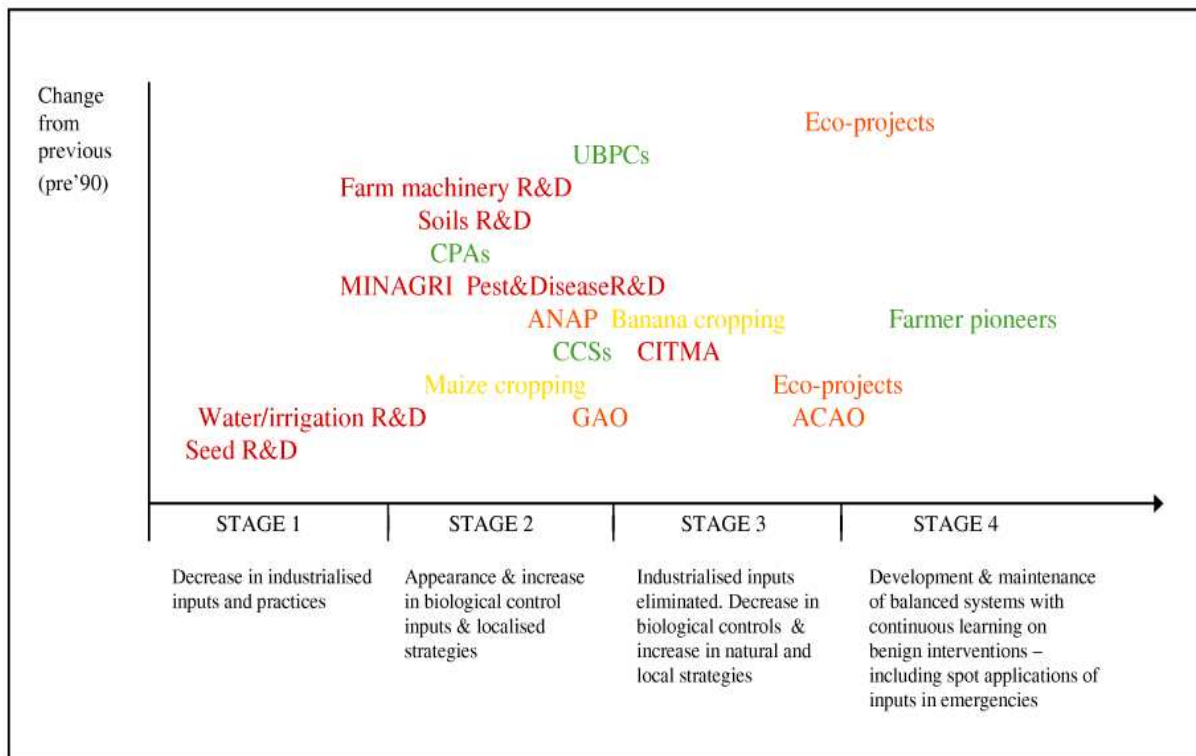 Change
from
previous
(pre'90)
Eco-projects
UBPCs
Farm machinery R&D
Soils R&D
CPAs
MINAGRI Pest&DiseaseR&D
ANAP Banana cropping Farmer pioneers
CCSs CITMA
Maize cropping Eco-projects
Water/irrigation R&D GAO ACAO
Seed R&D
STAGE 1 STAGE 2 STAGE 3 STAGE 4
Decrease in industrialised
inputs and practices
Appearance & increase
in biological control
inputs & localised
strategies
Industrialised inputs
eliminated. Decrease in
biological controls &
increase in natural and
local strategies
Development & maintenance
of balanced systems with
continuous learning on
benign interventions –
including spot applications of
inputs in emergencies